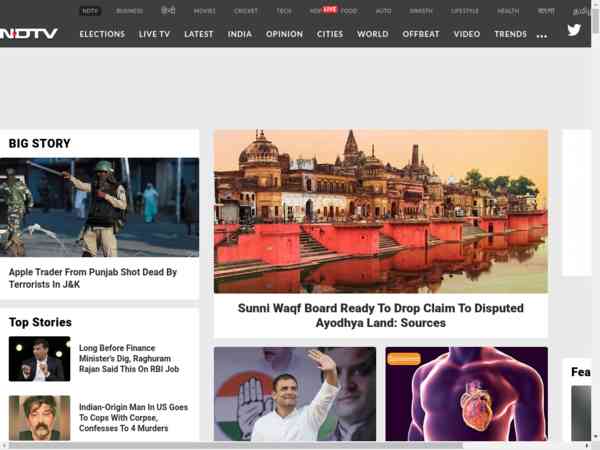 NDTV
BUSINESS
हिन्दी
MOVIES
CRICKET
TECH
HOP
LIVE
FOOD
AUTO
SWASTH
LIFESTYLE
HEALTH
বাংলা
NDTV
ELECTIONS
LIVE TV
LATEST
INDIA
OPINION
CITIES
WORLD
OFFBEAT
VIDEO
TRENDS
BIG STORY
Apple Trader From Punjab Shot Dead By
Terrorists In J&K
Sunni Waqf Board Ready To Drop Claim To Disputed
Ayodhya Land: Sources
Top Stories
Long Before Finance
Minister's Dig, Raghuram
Rajan Said This On RBI Job
Indian-Origin Man In US Goes
To Cops With Corpse,
Confesses To 4 Murders
Sponsored
Fea